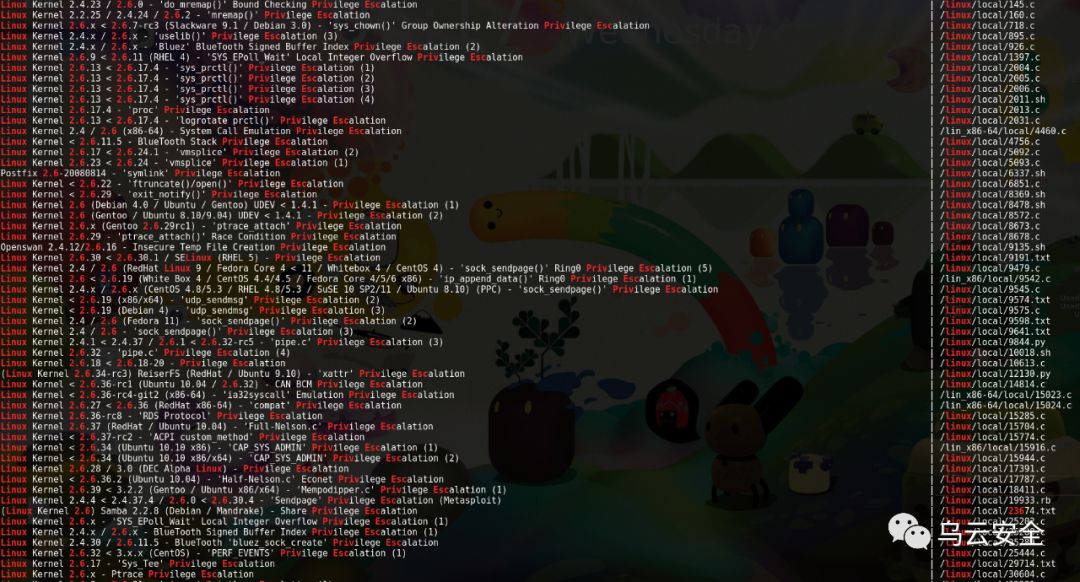 Linux Kernel 2.4.23 / 2.6.0 - 'do_mremap()' Bound Checking Privilege Escalation | /linux/local/145.c
Linux Kernel 2.2.25 / 2.4.24 / 2.6.2 - 'mremap()' Privilege Escalation | /linux/local/160.c
Linux Kernel 2.6.x < 2.6.7-rc3 (Slackware 9.1 / Debian 3.0) - 'sys_chown()' Group Ownership Alteration Privilege Escalation | /linux/local/718.c
Linux Kernel 2.4.x / 2.6.x - 'uselib()' Privilege Escalation (3) | /linux/local/895.c
Linux Kernel 2.4.x / 2.6.x - 'Bluez' BlueTooth Signed Buffer Index Privilege Escalation (2) | /linux/local/926.c
Linux Kernel 2.6.9 < 2.6.11 (RHEL 4) - 'SYS_EPoll_Wait' Local Integer Overflow Privilege Escalation | /linux/local/1397.c
Linux Kernel 2.6.13 < 2.6.17.4 - 'sys_prctl()' Privilege Escalation (1) | /linux/local/2004.c
Linux Kernel 2.6.13 < 2.6.17.4 - 'sys_prctl()' Privilege Escalation (2) | /linux/local/2005.c
Linux Kernel 2.6.13 < 2.6.17.4 - 'sys_prctl()' Privilege Escalation (3) | /linux/local/2006.c
Linux Kernel 2.6.13 < 2.6.17.4 - 'sys_prctl()' Privilege Escalation (4) | /linux/local/2011.sh
Linux Kernel 2.6.17.4 - 'proc' Privilege Escalation | /linux/local/2013.c
Linux Kernel 2.6.13 < 2.6.17.4 - 'logrotate prctl()' Privilege Escalation | /linux/local/2031.c
Linux Kernel 2.4 / 2.6 (x86-64) - System Call Emulation Privilege Escalation | /lin_x86-64/local/4460.c
Linux Kernel < 2.6.11.5 - BlueTooth Stack Privilege Escalation | /linux/local/4756.c
Linux Kernel 2.6.17 < 2.6.24.1 - 'vmsplice' Privilege Escalation (2) | /linux/local/5092.c
Linux Kernel 2.6.23 < 2.6.24 - 'vmsplice' Privilege Escalation (1) | /linux/local/5093.c
Postfix 2.6-20080814 - 'symlink' Privilege Escalation | /linux/local/6337.sh
Linux Kernel < 2.6.22 - 'ftruncate()/open()' Privilege Escalation | /linux/local/6851.c
Linux Kernel < 2.6.29 - 'exit_notify()' Privilege Escalation | /linux/local/8369.sh
Linux Kernel 2.6 (Debian 4.0 / Ubuntu / Gentoo) UDEV < 1.4.1 - Privilege Escalation (1) | /linux/local/8478.sh
Linux Kernel 2.6 (Gentoo / Ubuntu 8.10/9.04) UDEV < 1.4.1 - Privilege Escalation (2) | /linux/local/8572.c
Linux Kernel 2.6.x (Gentoo 2.6.29rc1) - 'ptrace_attach' Privilege Escalation | /linux/local/8673.c
Linux Kernel 2.6.29 - 'ptrace_attach()' Race Condition Privilege Escalation | /linux/local/8678.c
Openswan 2.4.12/2.6.16 - Insecure Temp File Creation Privilege Escalation | /linux/local/9135.sh
Linux Kernel 2.6.30 < 2.6.30.1 / SELinux (RHEL 5) - Privilege Escalation | /linux/local/9191.txt
Linux Kernel 2.4 / 2.6 (RedHat Linux 9 / Fedora Core 4 < 11 / Whitebox 4 / CentOS 4) - 'sock_sendpage()' Ring0 Privilege Escalation (5) | /linux/local/9479.c
Linux Kernel 2.6 < 2.6.19 (White Box 4 / CentOS 4.4/4.5 / Fedora Core 4/5/6 x86) - 'ip_append_data()' Ring0 Privilege Escalation (1) | /lin_x86/local/9542.c
Linux Kernel 2.4.x / 2.6.x (CentOS 4.8/5.3 / RHEL 4.8/5.3 / SuSE 10 SP2/11 / Ubuntu 8.10) (PPC) - 'sock_sendpage()' Privilege Escalation | /linux/local/9545.c
Linux Kernel < 2.6.19 (x86/x64) - 'udp_sendmsg' Privilege Escalation (2) | /linux/local/9574.txt
Linux Kernel < 2.6.19 (Debian 4) - 'udp_sendmsg' Privilege Escalation (3) | /linux/local/9575.c
Linux Kernel 2.4 / 2.6 (Fedora 11) - 'sock_sendpage()' Privilege Escalation (2) | /linux/local/9598.txt
Linux Kernel 2.4 / 2.6 - 'sock_sendpage()' Privilege Escalation (3) | /linux/local/9641.txt
Linux Kernel 2.4.1 < 2.4.37 / 2.6.1 < 2.6.32-rc5 - 'pipe.c' Privilege Escalation (3) | /linux/local/9844.py
Linux Kernel 2.6.32 - 'pipe.c' Privilege Escalation (4) | /linux/local/10018.sh
Linux Kernel 2.6.18 < 2.6.18-20 - Privilege Escalation | /linux/local/10613.c
(Linux Kernel 2.6.34-rc3) ReiserFS (RedHat / Ubuntu 9.10) - 'xattr' Privilege Escalation | /linux/local/12130.py
Linux Kernel < 2.6.36-rc1 (Ubuntu 10.04 / 2.6.32) - CAN BCM Privilege Escalation | /linux/local/14814.c
Linux Kernel < 2.6.36-rc4-git2 (x86-64) - 'ia32syscall' Emulation Privilege Escalation | /lin_x86-64/local/15023.c
Linux Kernel 2.6.27 < 2.6.36 (RedHat x86-64) - 'compat' Privilege Escalation | /lin_x86-64/local/15024.c
Linux Kernel 2.6.36-rc8 - 'RDS Protocol' Privilege Escalation | /linux/local/15285.c
Linux Kernel 2.6.37 (RedHat / Ubuntu 10.04) - 'Full-Nelson.c' Privilege Escalation | /linux/local/15704.c
Linux Kernel < 2.6.37-rc2 - 'ACPI custom_method' Privilege Escalation | /linux/local/15774.c
Linux Kernel < 2.6.34 (Ubuntu 10.10 x86) - 'CAP_SYS_ADMIN' Privilege Escalation (1) | /lin_x86/local/15916.c
Linux Kernel < 2.6.34 (Ubuntu 10.10 x86/x64) - 'CAP_SYS_ADMIN' Privilege Escalation (2) | /linux/local/15944.c
Linux Kernel 2.6.28 / 3.0 (DEC Alpha Linux) - Privilege Escalation | /linux/local/17391.c
Linux Kernel < 2.6.36.2 (Ubuntu 10.04) - 'Half-Nelson.c' Econet Privilege Escalation | /linux/local/17787.c
Linux Kernel 2.6.39 < 3.2.2 (Gentoo / Ubuntu x86/x64) - 'Mempodipper.c' Privilege Escalation (1) | /linux/local/18411.c
Linux Kernel 2.4.4 < 2.4.37.4 / 2.6.0 < 2.6.30.4 - 'Sendpage' Privilege Escalation (Metasploit) | /linux/local/19933.rb
(Linux Kernel 2.6) Samba 2.2.8 (Debian / Mandrake) - Share Privilege Escalation | /linux/local/23674.txt
Linux Kernel 2.6.x - 'SYS_EPoll_Wait' Local Integer Overflow Privilege Escalation (1) | /linux/local/25202.c
Linux Kernel 2.4.x / 2.6.x - BlueTooth Signed Buffer Index Privilege Escalation (1)
Linux Kernel 2.4.30 / 2.6.11.5 - BlueTooth 'bluez_sock_create' Privilege Escalation
Linux Kernel 2.6.32 < 3.x.x (CentOS) - 'PERF_EVENTS' Privilege Escalation (1) | /linux/local/25444.c
Linux Kernel 2.6.17 - 'Sys_Tee' Privilege Escalation | /linux/local/29714.txt
Linux Kernel 2.6.x - Ptrace Privilege Escalation | /linux/local/30604.c
Wednesday
乌云安全